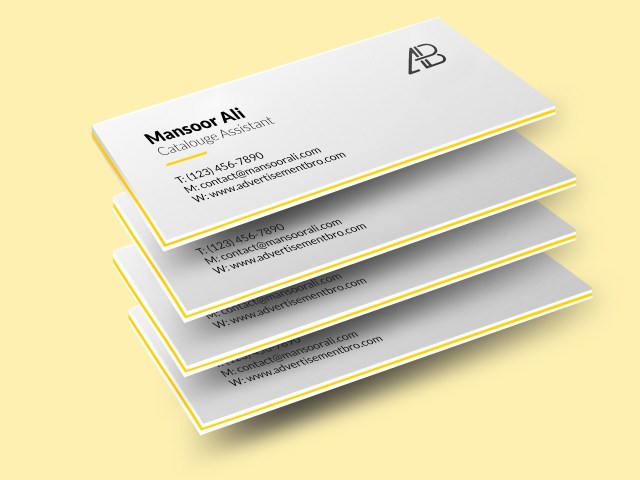 AB
Mansoor Ali
Catalouge Assistant
T: (123) 456-7890
M: contact@mansoorali.com
W: www.advertisementbro.com
T: (123) 456-7890
M: contact@mansoorali.com
W: www.advertisementbro.com
M: contact@mansoorali.com
W: www.advertisementbro.com
M: contact@mansoorali.com
W: www.advertisementbro.com